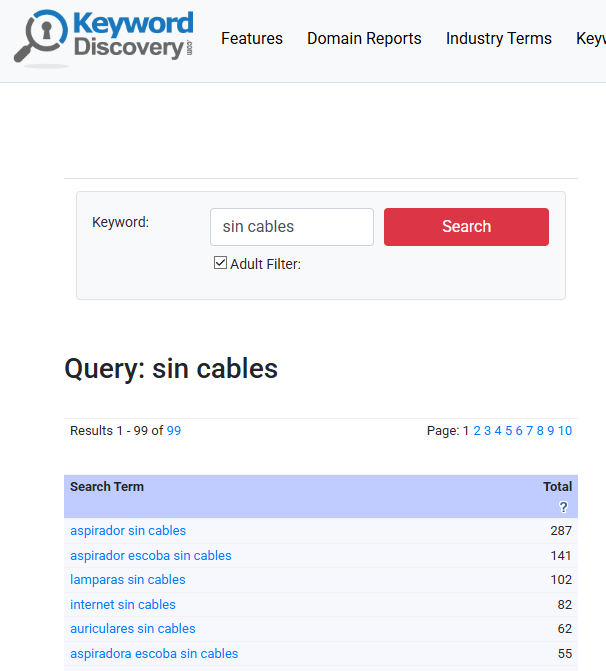 Keyword
Discovery.com
Features Domain Reports Industry Terms Keyw
Keyword: sin cables Search
Adult Filter:
Query: sin cables
Results 1 - 99 of 99 Page: 1 2 3 4 5 6 7 8 9 10
Search Term Total
?
aspirador sin cables 287
aspirador escoba sin cables 141
lamparas sin cables 102
internet sin cables 82
auriculares sin cables 62
aspiradora escoba sin cables 55